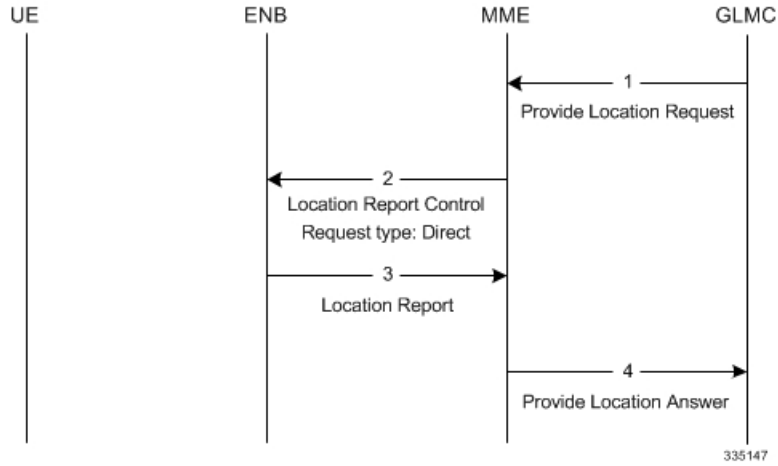 UE ENB MME GLMC
1
Provide Location Request
2
Location Report Control
Request type: Direct
3
Location Report
4
Provide Location Answer
335147